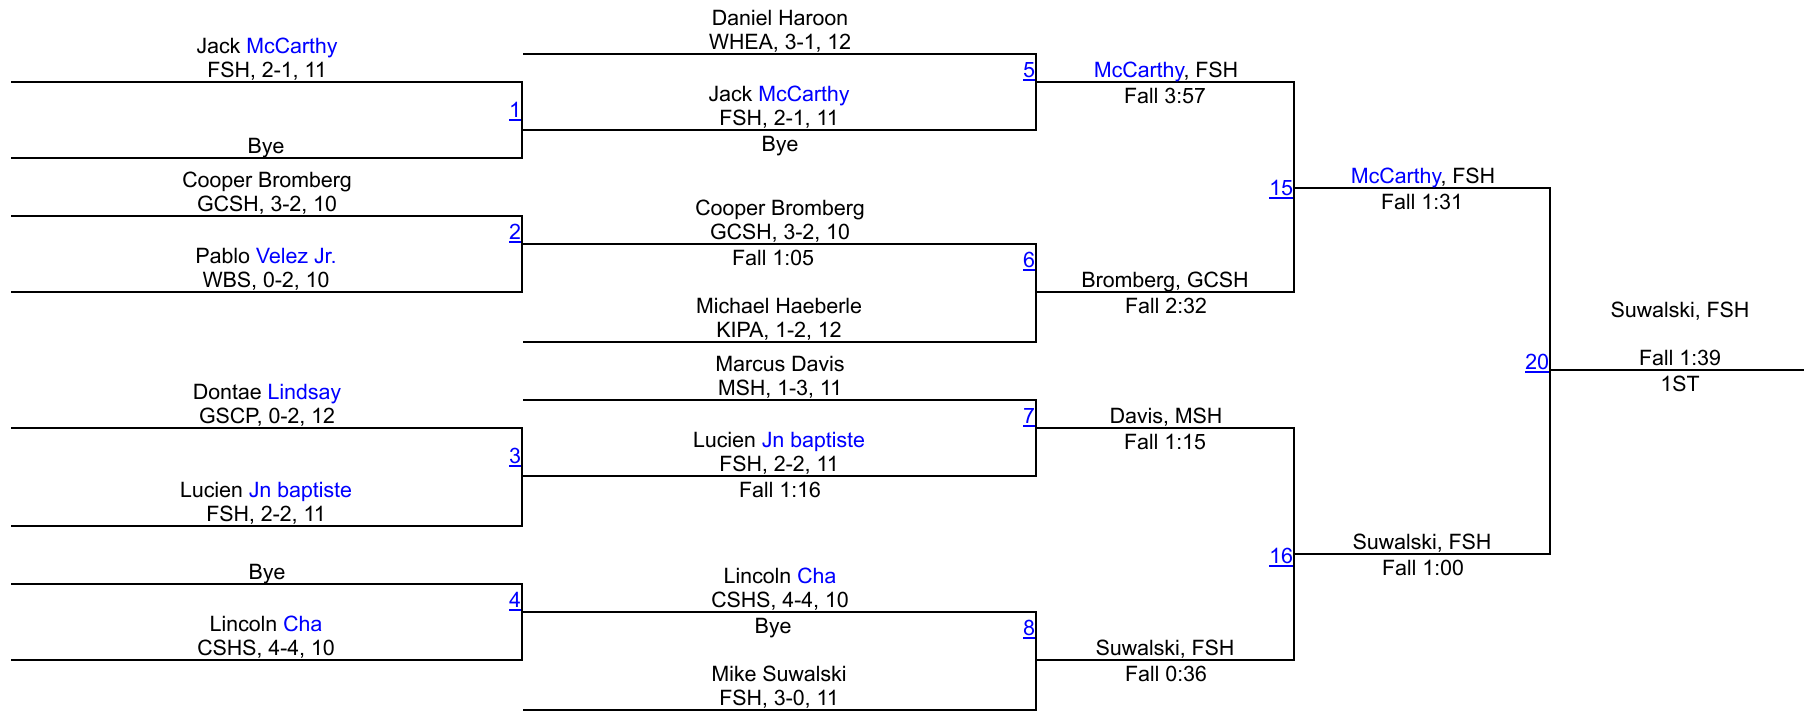 Jack McCarthy
FSH, 2-1, 11
1
Bye
Cooper Bromberg
GCSH, 3-2, 10
2
Pablo Velez Jr.
WBS, 0-2, 10
Dontae Lindsay
GSCP, 0-2, 12
3
Lucien Jn baptiste
FSH, 2-2, 11
Bye
4
Lincoln Cha
CSHS, 4-4, 10
Daniel Haroon
WHEA, 3-1, 12
5
Jack McCarthy
FSH, 2-1, 11
Bye
Cooper Bromberg
GCSH, 3-2, 10
Fall 1:05
6
Michael Haeberle
KIPA, 1-2, 12
Marcus Davis
MSH, 1-3, 11
7
Lucien Jn baptiste
FSH, 2-2, 11
Fall 1:16
Lincoln Cha
CSHS, 4-4, 10
Bye
8
Mike Suwalski
FSH, 3-0, 11
McCarthy, FSH
Fall 3:57
15
Bromberg, GCSH
Fall 2:32
Davis, MSH
Fall 1:15
16
Suwalski, FSH
Fall 0:36
McCarthy, FSH
Fall 1:31
20
Suwalski, FSH
Fall 1:00
Suwalski, FSH
Fall 1:39
1ST